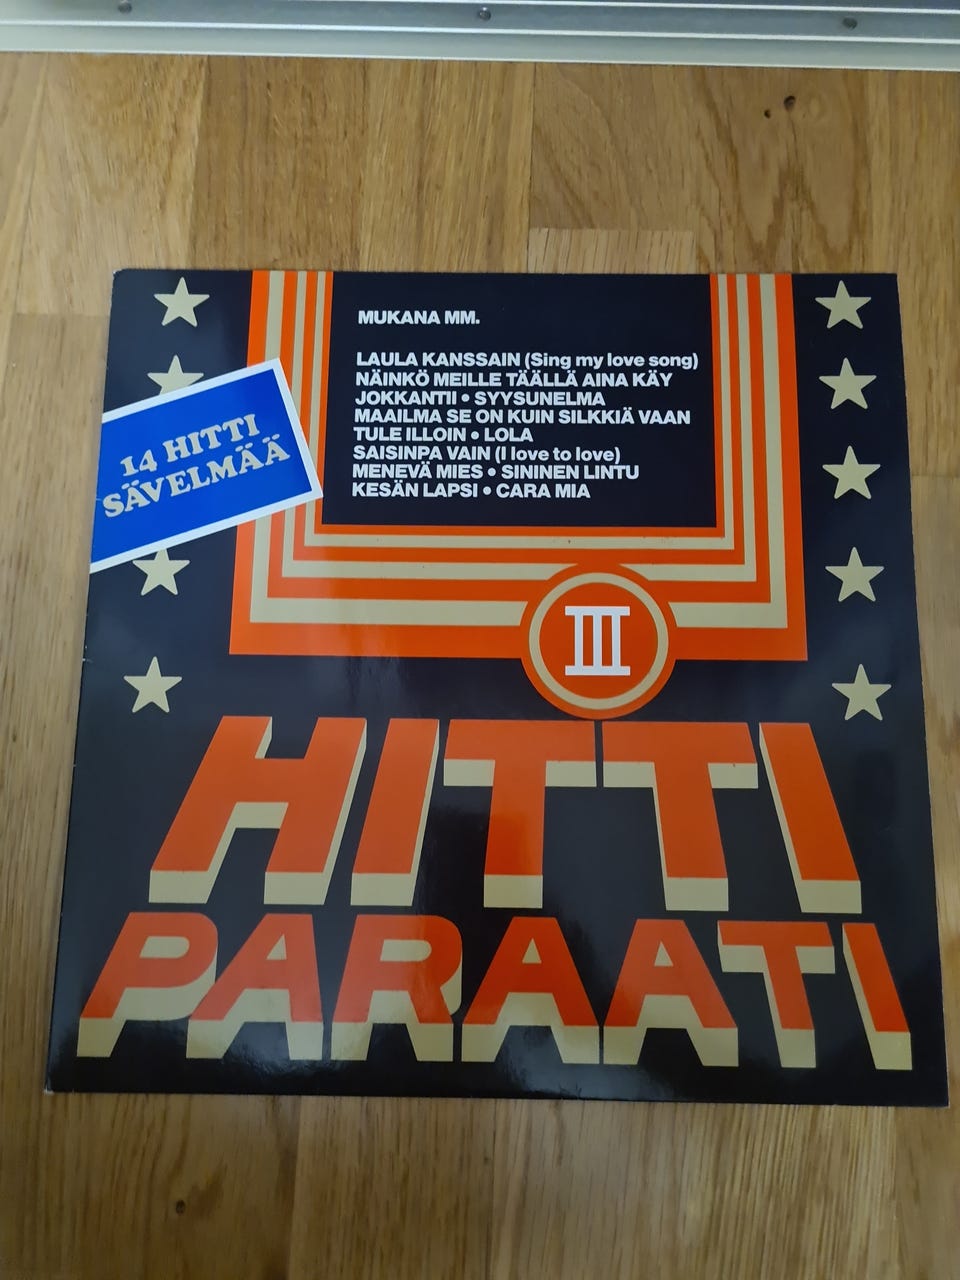 MUKANA MM.
LAULA KANSSAIN (Sing my love song)
NÄINKÖ MEILLE TÄÄLLÄ AINA KÄY
JOKKANTII • SYYSUNELMA
MAAILMA SE ON KUIN SILKKIÄ VAAN
TULE ILLOIN • LOLA
SAISINPA VAIN (I love to love)
MENEVÄ MIES • SININEN LINTU
KESÄN LAPSI • CARA MIA
14 HITTI
SÄVELMÄÄ
III
HITTI
PARAATI